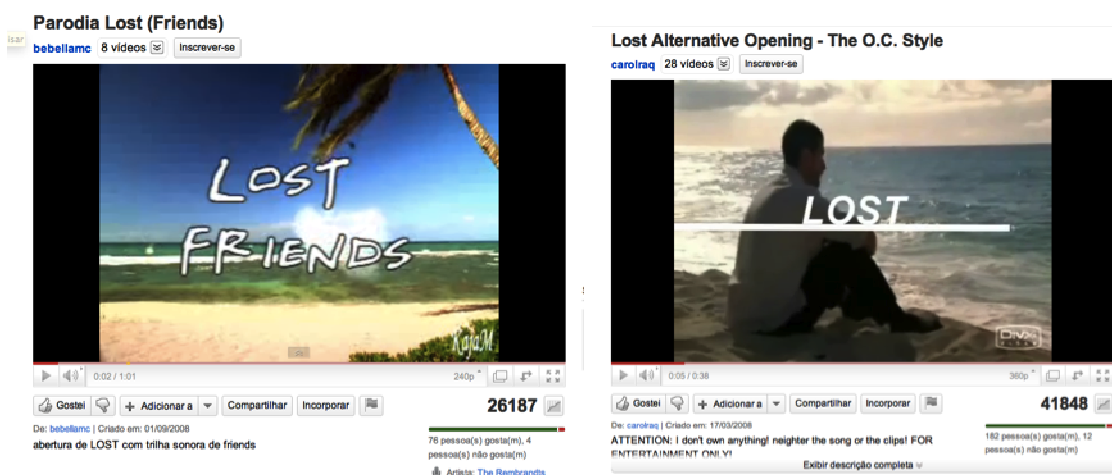 Parodia Lost (Friends)
isar
bebellamc 8 vídeos Inscrever-se
LOST
FRIENDS
KajaM
0:02 / 1:01 240p
Gostei Adicionar a Compartilhar Incorporar 26187
De: bebellamc | Criado em: 01/09/2008
abertura de LOST com trilha sonora de friends
76 pessoa(s) gosta(m), 4
pessoa(s) não gosta(m)
Artista: The Rembrandts
Lost Alternative Opening - The O.C. Style
carolraq 28 vídeos Inscrever-se
LOST
DIVX
VIDEO
0:05 / 0:38 360p
Gostei Adicionar a Compartilhar Incorporar 41848
De: carolraq | Criado em: 17/03/2008
ATTENTION: I don't own anything! neighter the song or the clips! FOR
ENTERTAINMENT ONLY!
182 pessoa(s) gosta(m), 12
pessoa(s) não gosta(m)
Exibir descrição completa